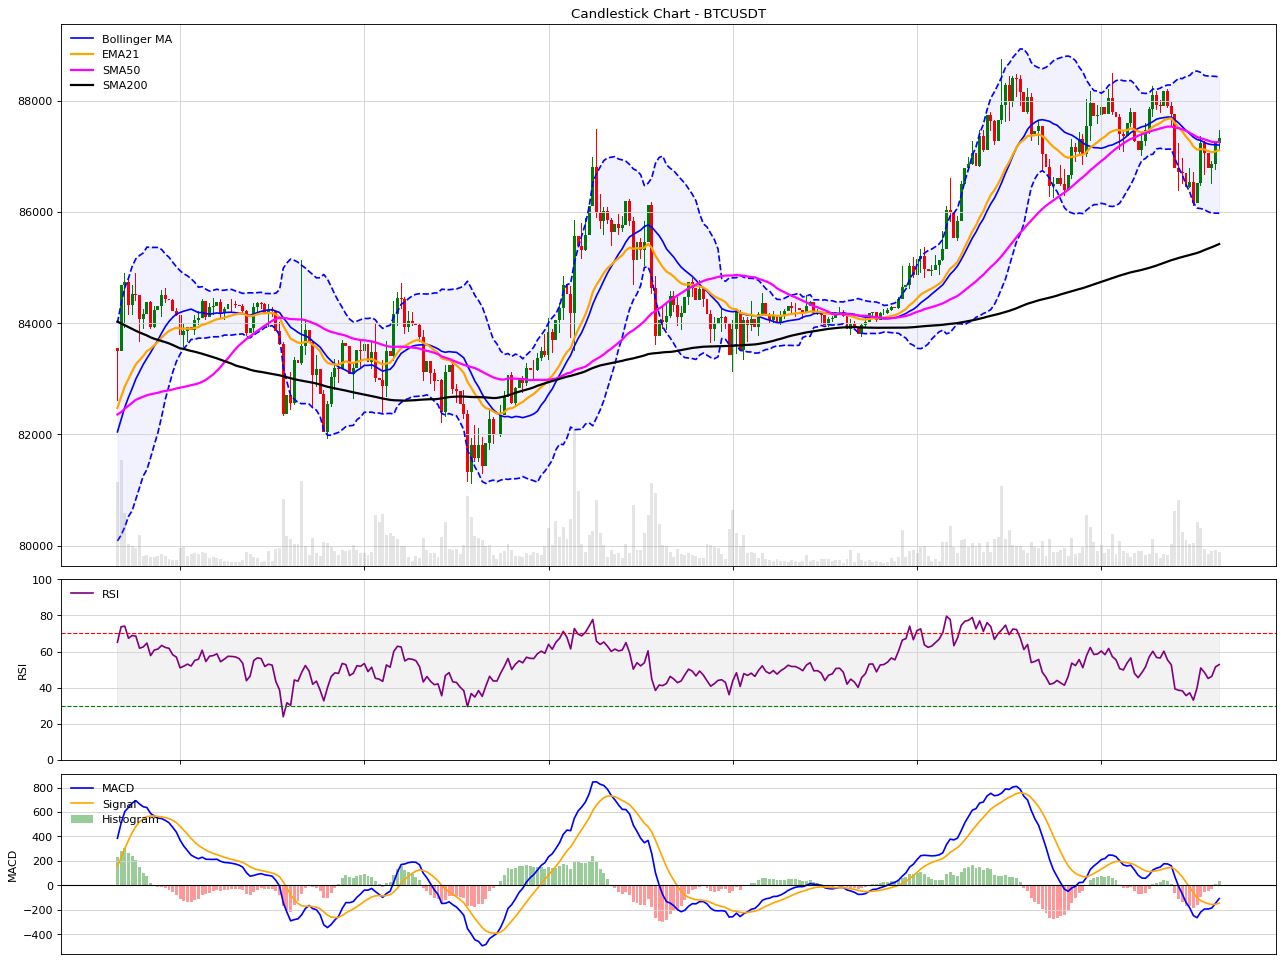 Candlestick Chart - BTCUSDT
Bollinger MA
EMA21
SMA50
SMA200
88000
86000
84000
82000
80000
RSI
100
80
60
40
20
0
RSI
MACD
Signal
Histogram
800
600
400
200
0
−200
−400
MACD